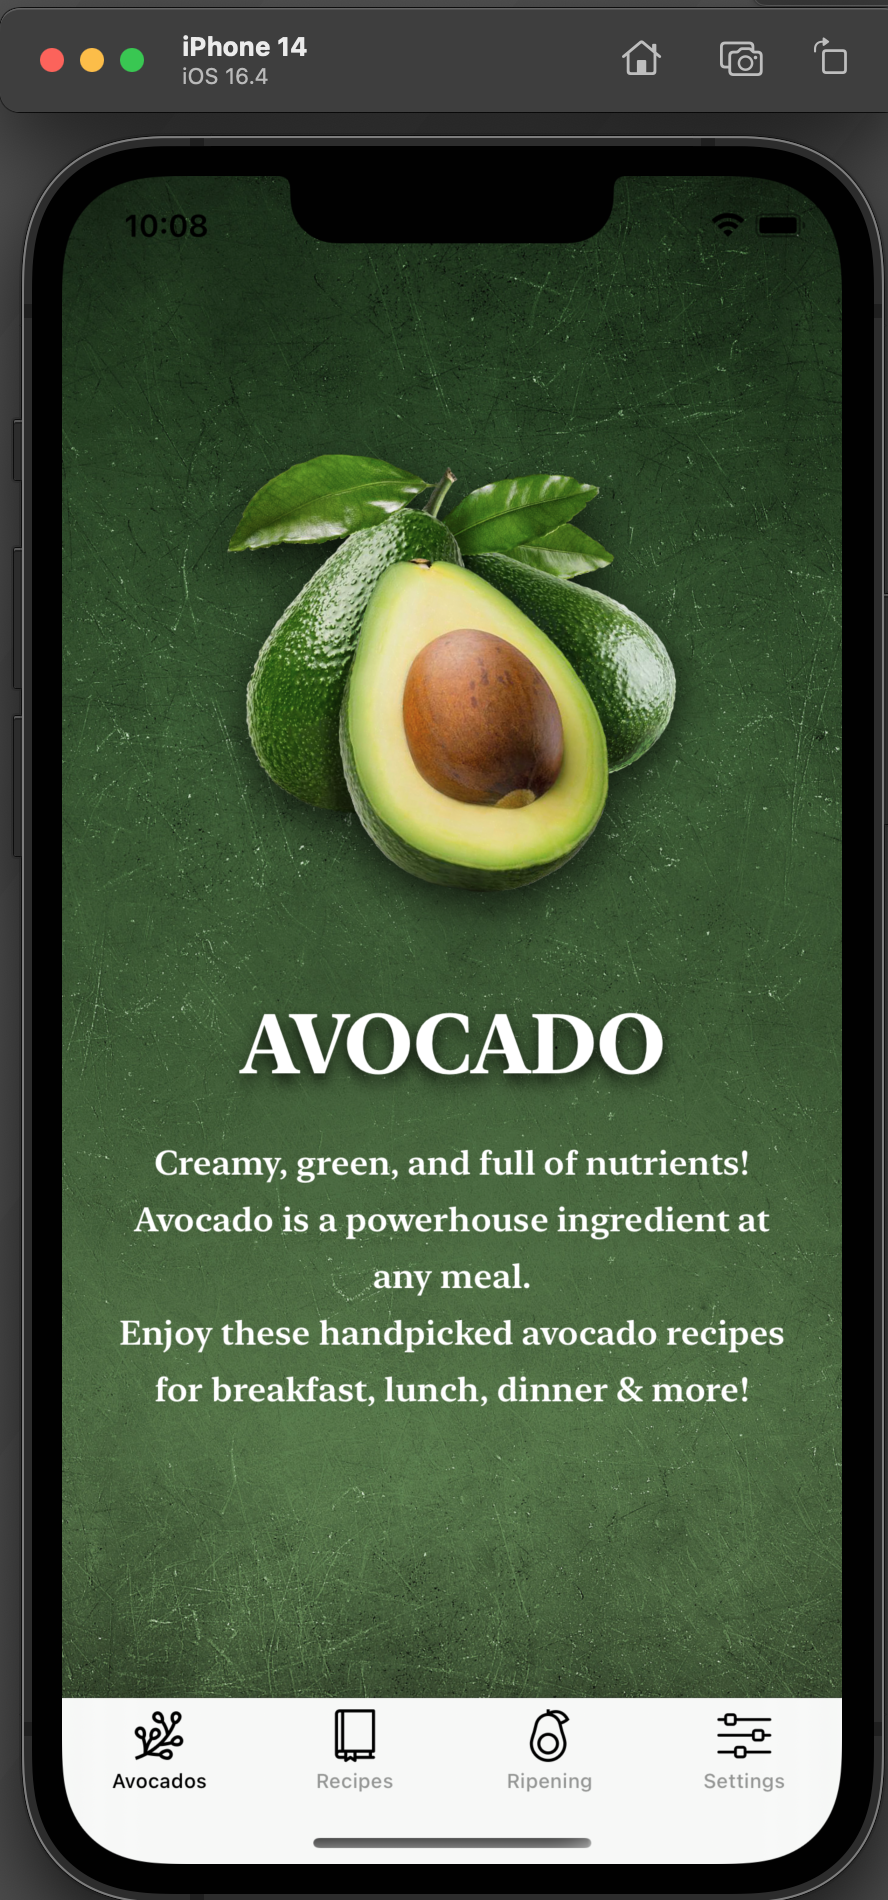 iPhone 14
iOS 16.4
10:08
AVOCADO
Creamy, green, and full of nutrients!
Avocado is a powerhouse ingredient at
any meal.
Enjoy these handpicked avocado recipes
for breakfast, lunch, dinner & more!
Avocados Recipes Ripening Settings